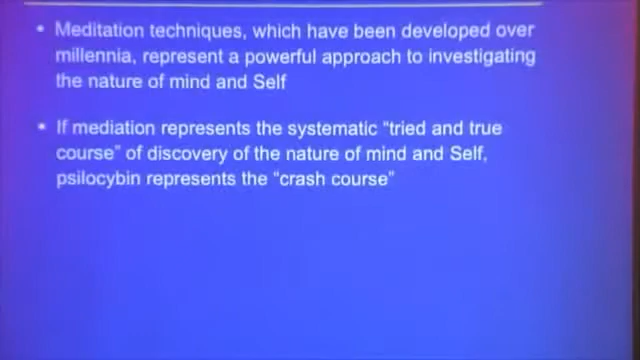 • Meditation techniques, which have been developed over
millennia, represent a powerful approach to investigating
the nature of mind and Self
• If mediation represents the systematic “tried and true
course” of discovery of the nature of mind and Self,
psilocybin represents the “crash course”